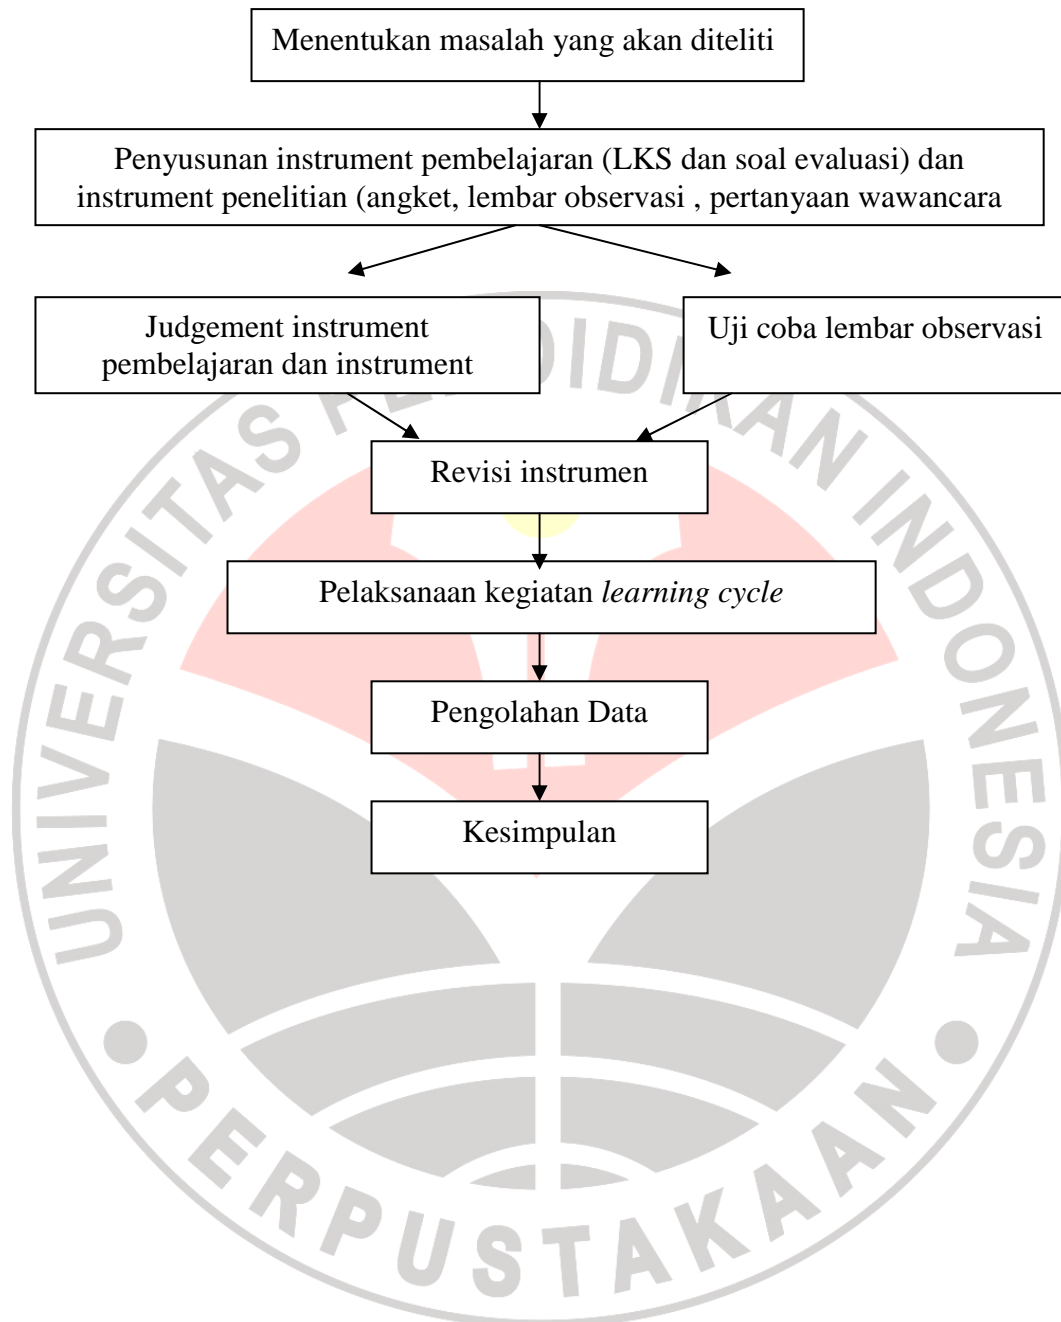 Menentukan masalah yang akan diteliti
Penyusunan instrument pembelajaran (LKS dan soal evaluasi) dan
instrument penelitian (angket, lembar observasi , pertanyaan wawancara
Judgement instrument
pembelajaran dan instrument
Uji coba lembar observasi
Revisi instrumen
Pelaksanaan kegiatan learning cycle
Pengolahan Data
Kesimpulan
UNIVERSITAS PENDIDIKAN INDONESIA
PERPUSTAKAAN